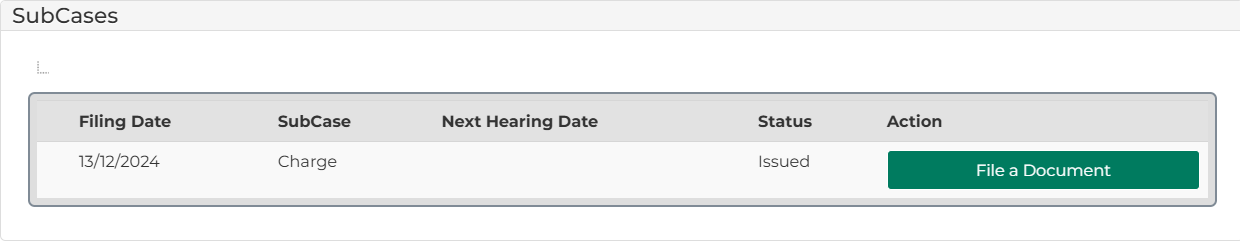 SubCases
Filing Date SubCase Next Hearing Date Status Action
13/12/2024 Charge Issued File a Document